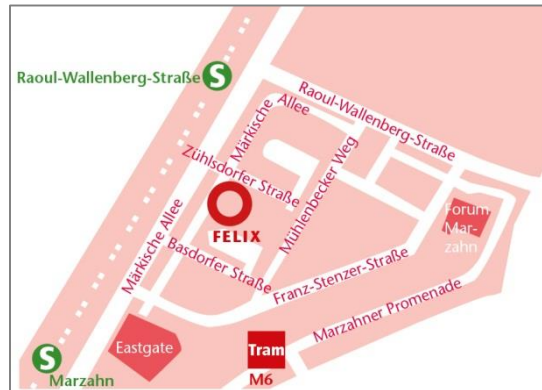 Raoul-Wallenberg-Straße
S
Raoul-Wallenberg-Straße
Märkische Allee
Zühlsdorfer Straße
Mühlenbecker Weg
FELIX
Märkische Allee
Basdorfer Straße
Forum
Mar-
zahn
Franz-Stenzer-Straße
Marzahner Promenade
Eastgate
Tram
M6
S
Marzahn